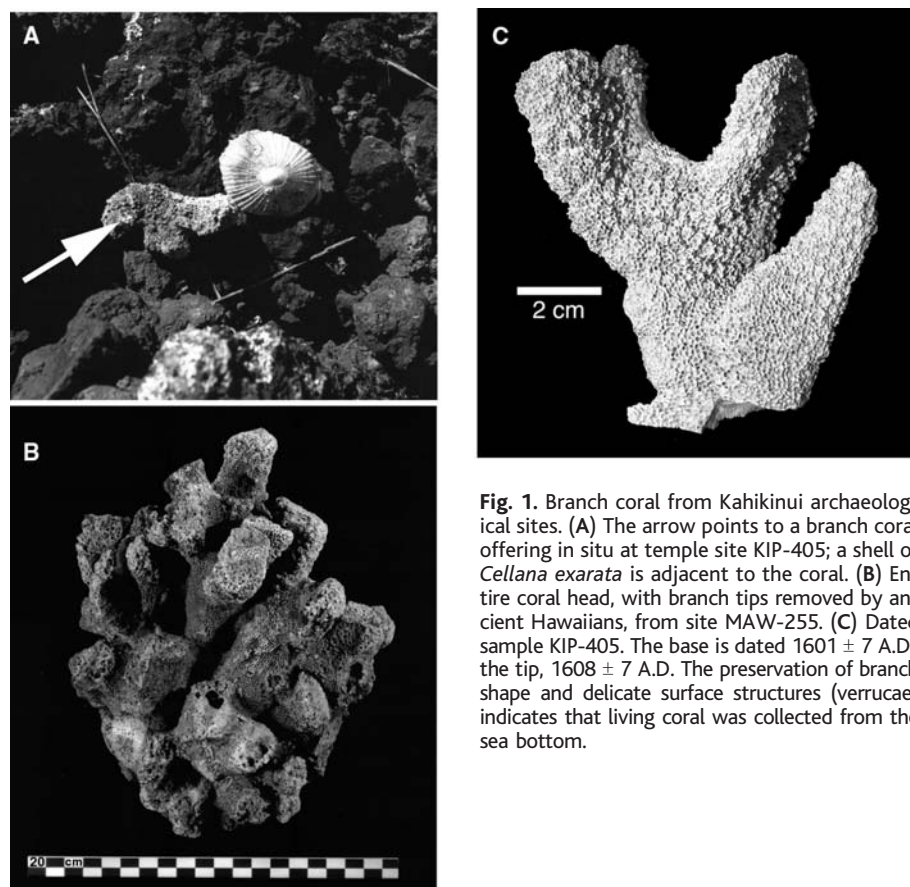 A
C
2 cm
B
20 cm
Fig. 1. Branch coral from Kahikinui archaeolog
ical sites. (A) The arrow points to a branch cora
offering in situ at temple site KIP-405; a shell o
Cellana exarata is adjacent to the coral. (B) En
tire coral head, with branch tips removed by an
cient Hawaiians, from site MAW-255. (C) Dated
sample KIP-405. The base is dated 1601 ± 7 A.D.
the tip, 1608 ± 7 A.D. The preservation of branch
shape and delicate surface structures (verrucae
indicates that living coral was collected from the
sea bottom.